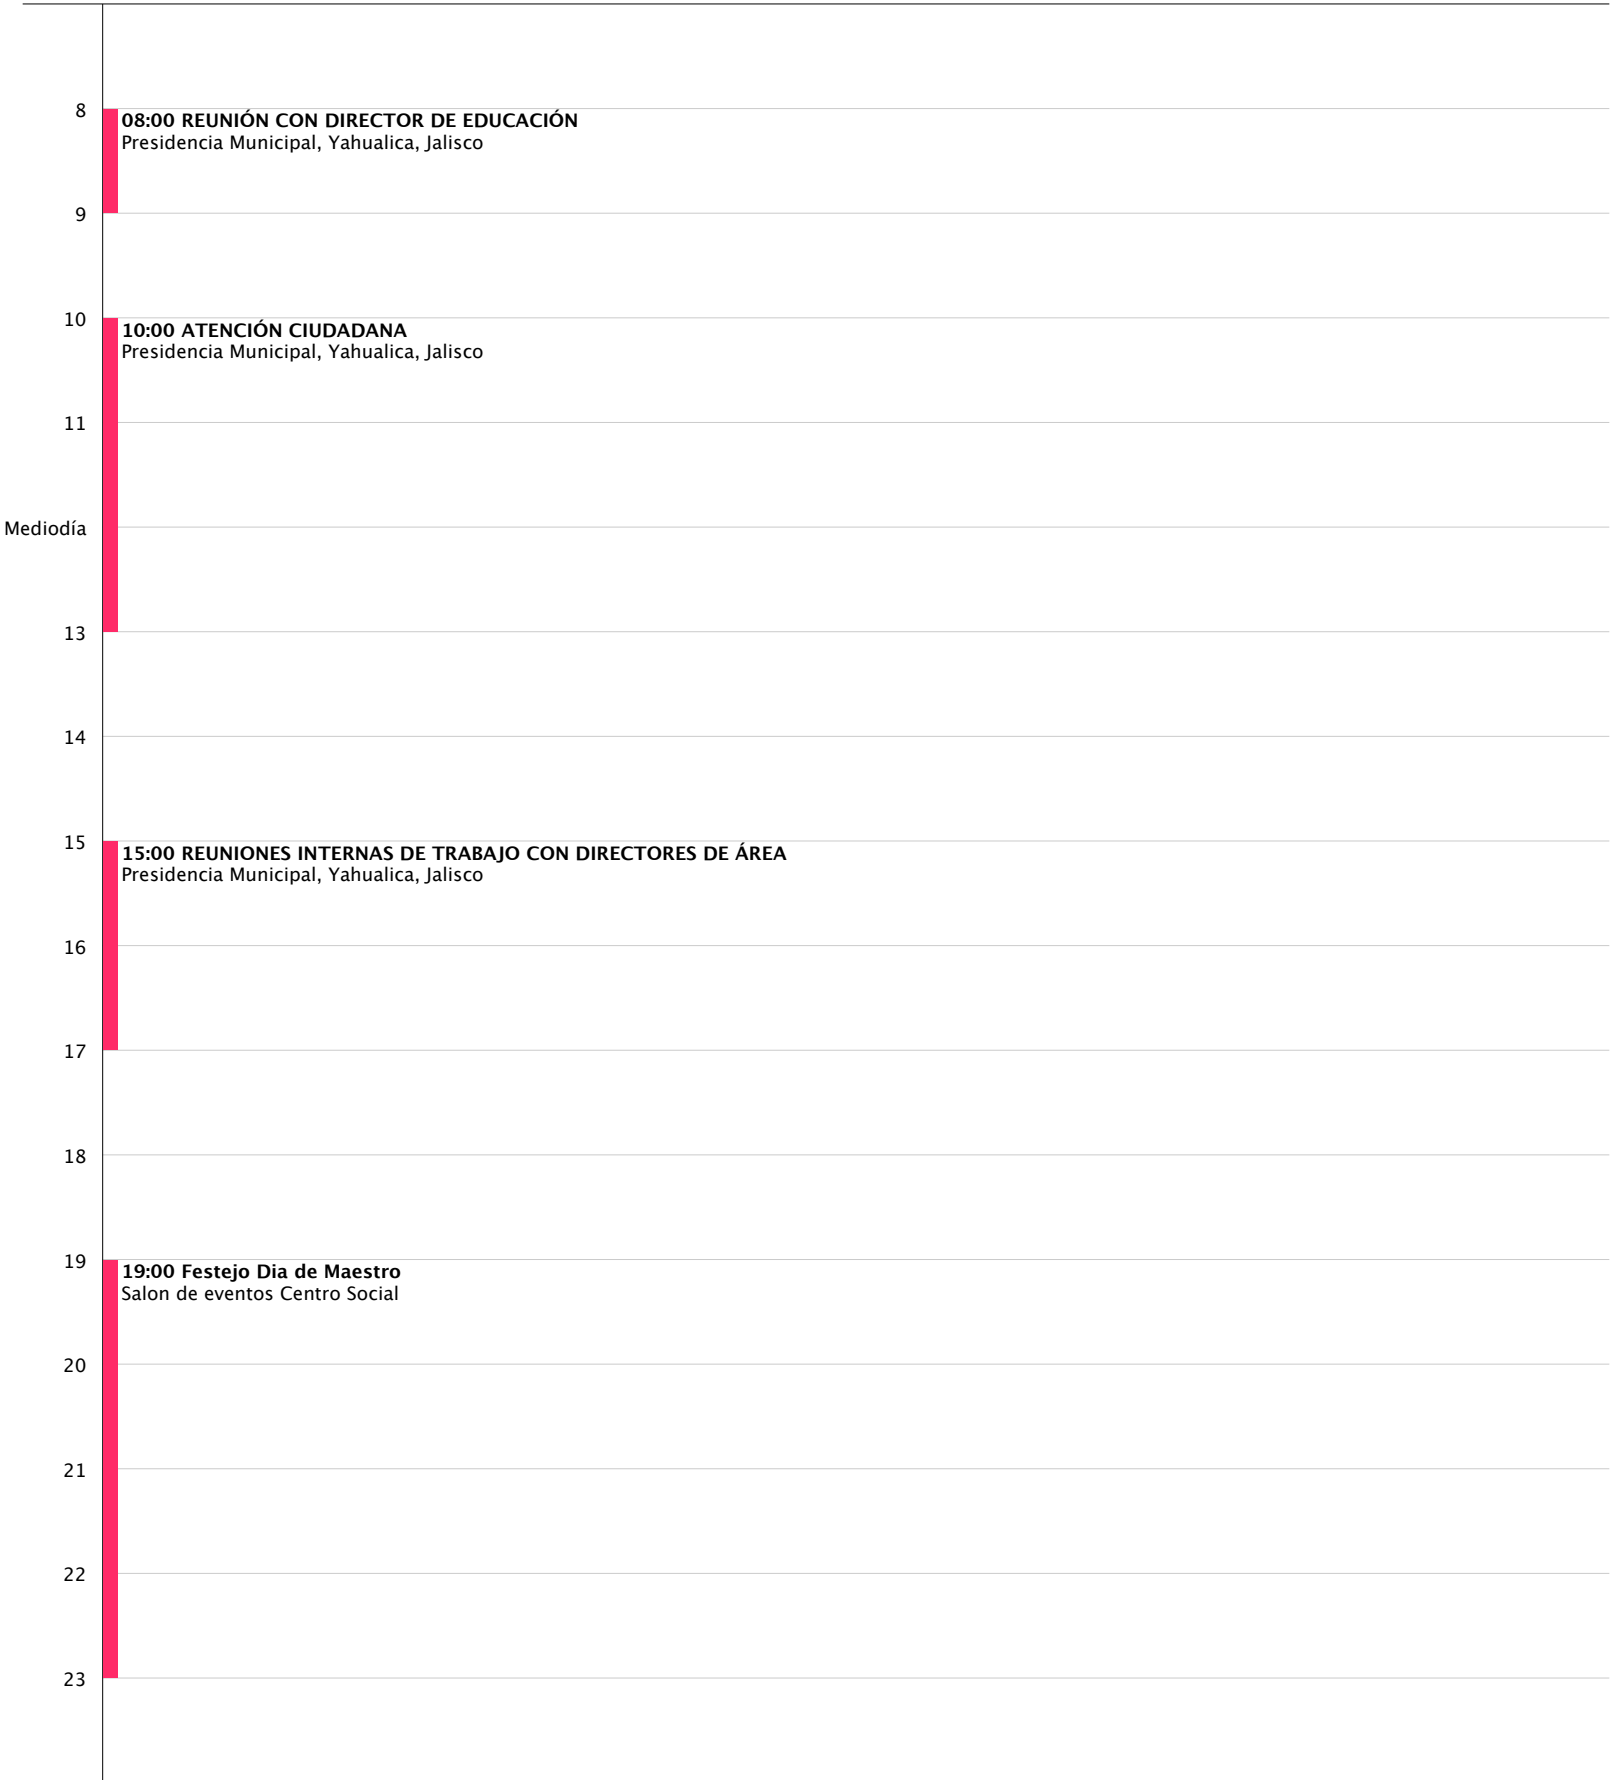 8
08:00 REUNIÓN CON DIRECTOR DE EDUCACIÓN
Presidencia Municipal, Yahualica, Jalisco
9
10
10:00 ATENCIÓN CIUDADANA
Presidencia Municipal, Yahualica, Jalisco
11
Mediodía
13
14
15
15:00 REUNIONES INTERNAS DE TRABAJO CON DIRECTORES DE ÁREA
Presidencia Municipal, Yahualica, Jalisco
16
17
18
19
19:00 Festejo Dia de Maestro
Salon de eventos Centro Social
20
21
22
23